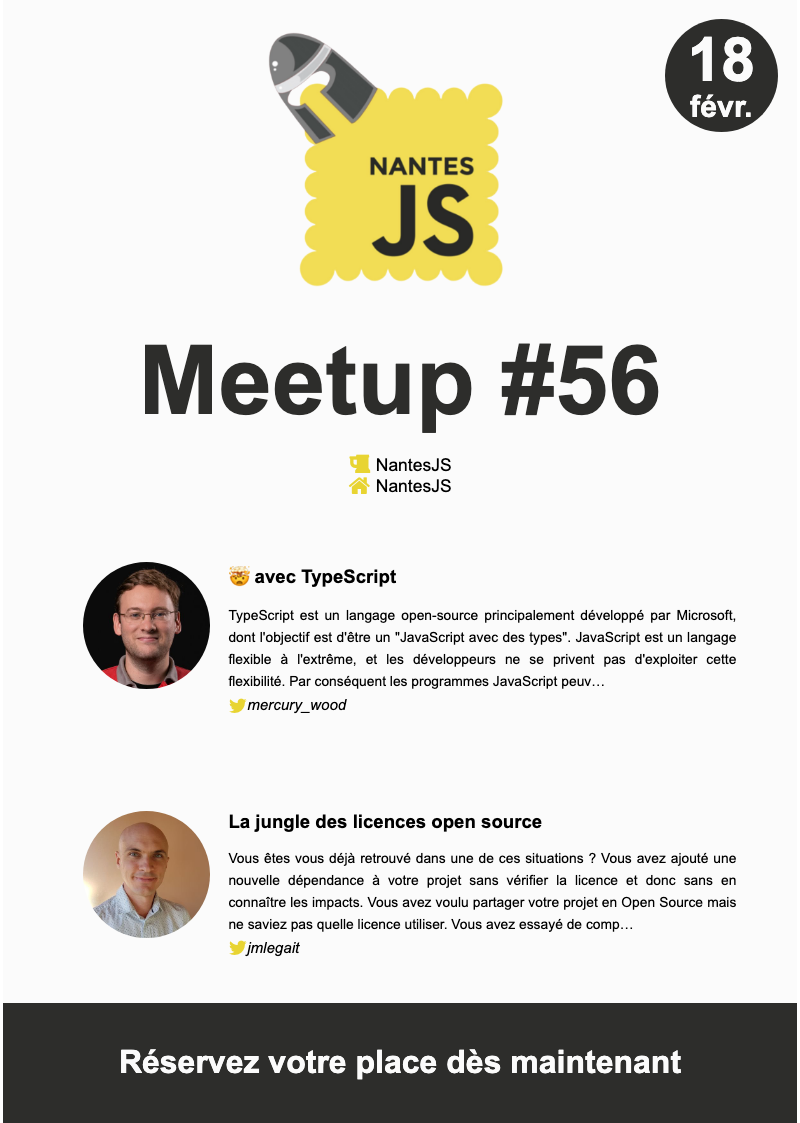 18
févr.
NANTES
JS
Meetup #56
NantesJS
NantesJS
🤯 avec TypeScript
TypeScript est un langage open-source principalement développé par Microsoft,
dont l'objectif est d'être un "JavaScript avec des types". JavaScript est un langage
flexible à l'extrême, et les développeurs ne se privent pas d'exploiter cette
flexibilité. Par conséquent les programmes JavaScript peuv…
mercury_wood
La jungle des licences open source
Vous êtes vous déjà retrouvé dans une de ces situations ? Vous avez ajouté une
nouvelle dépendance à votre projet sans vérifier la licence et donc sans en
connaître les impacts. Vous avez voulu partager votre projet en Open Source mais
ne saviez pas quelle licence utiliser. Vous avez essayé de comp…
jmlegait
Réservez votre place dès maintenant